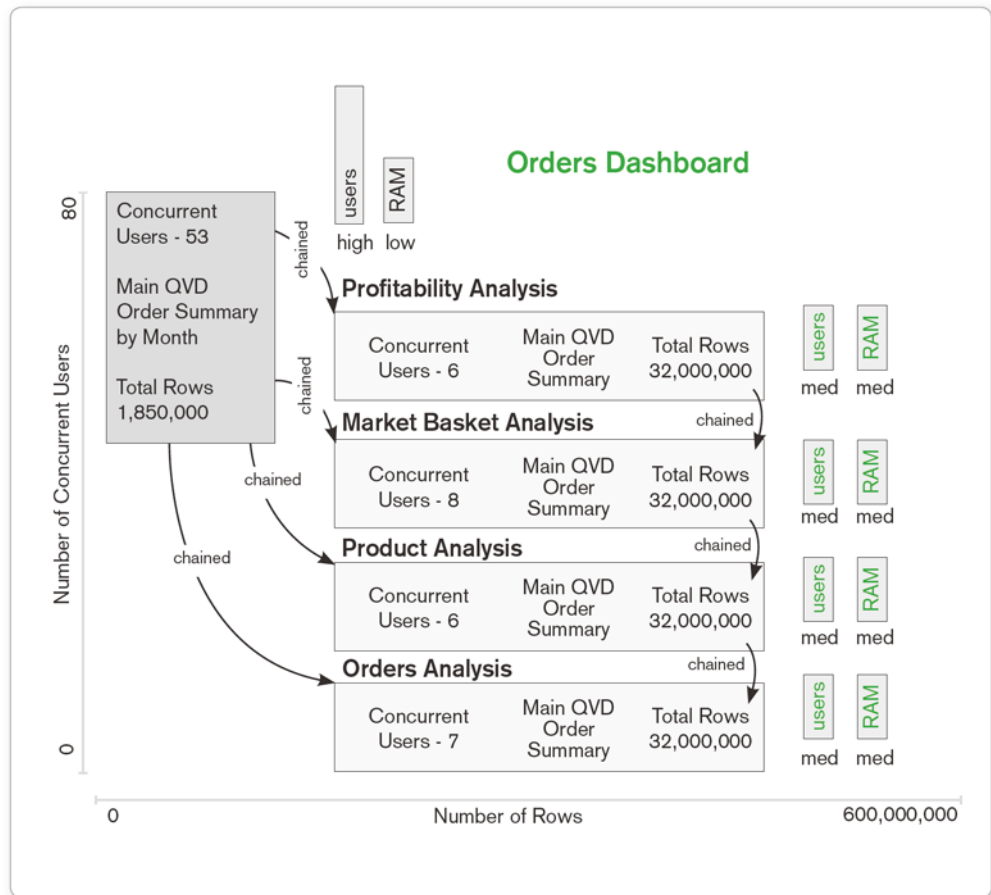 Orders Dashboard
users
RAM
high
low
80
Number of Concurrent Users
0
Concurrent
Users - 53
Main QVD
Order Summary
by Month
Total Rows
1,850,000
chained
chained
chained
chained
Profitability Analysis
Concurrent
Users - 6
Main QVD
Order
Summary
Total Rows
32,000,000
users
RAM
med
med
chained
Market Basket Analysis
Concurrent
Users - 8
Main QVD
Order
Summary
Total Rows
32,000,000
users
RAM
med
med
chained
Product Analysis
Concurrent
Users - 6
Main QVD
Order
Summary
Total Rows
32,000,000
users
RAM
med
med
chained
Orders Analysis
Concurrent
Users - 7
Main QVD
Order
Summary
Total Rows
32,000,000
users
RAM
med
med
0
Number of Rows
600,000,000